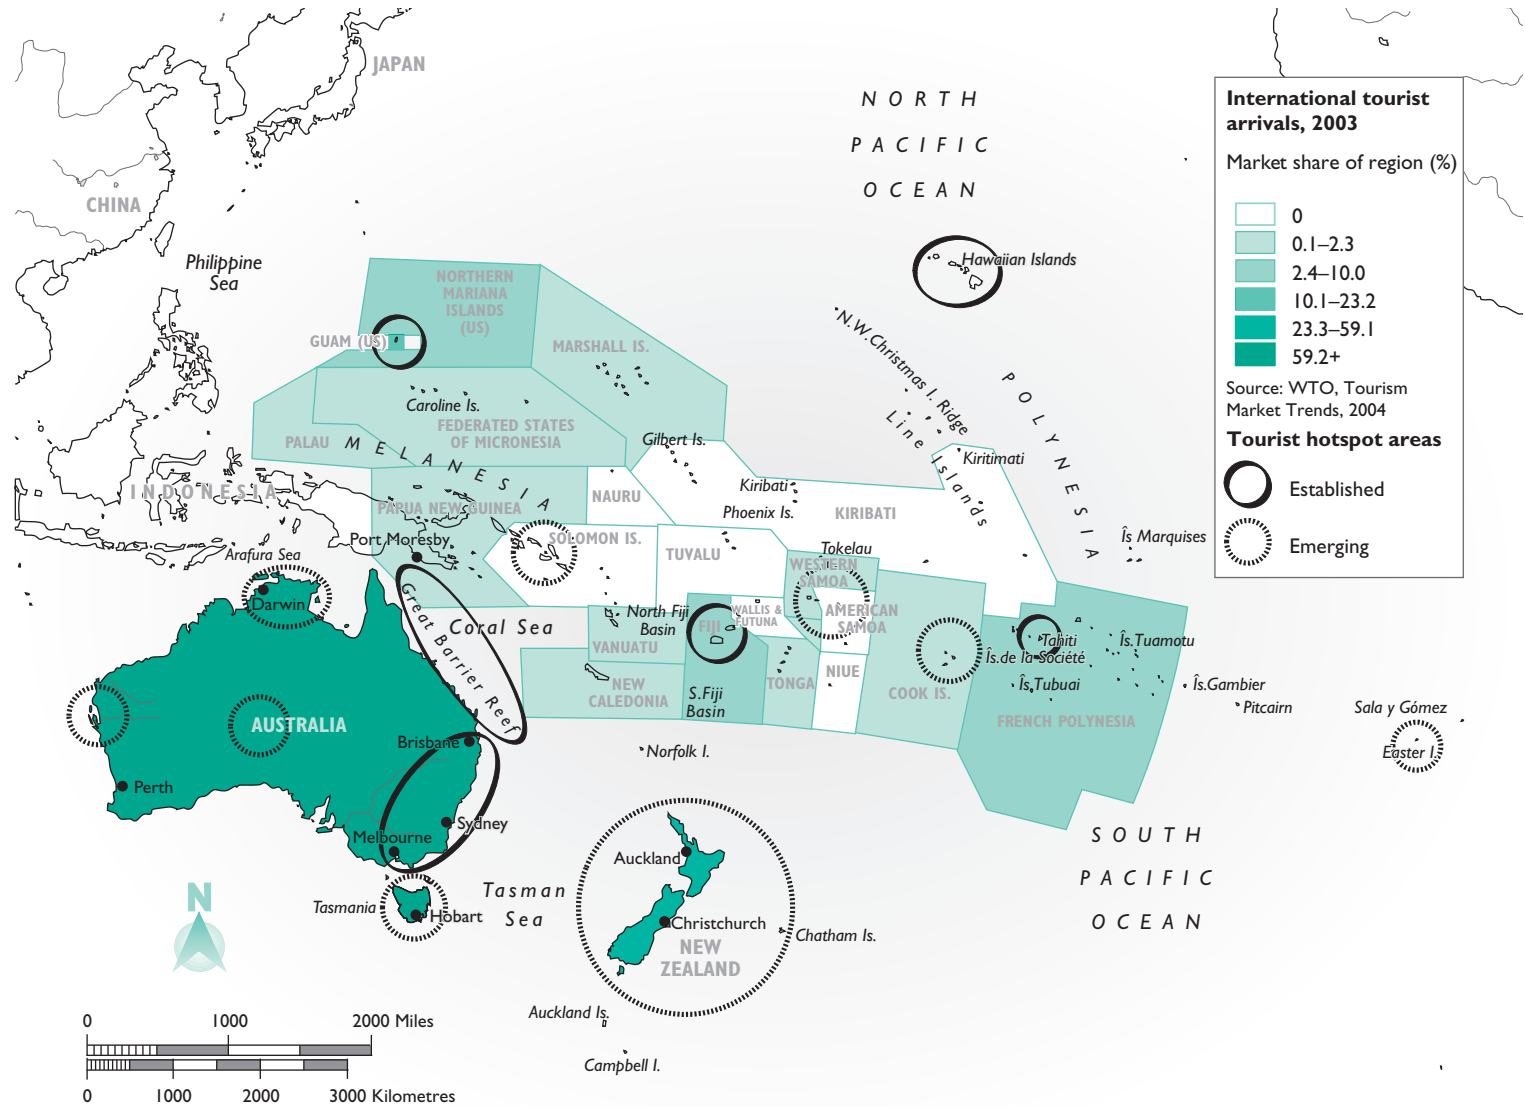 JAPAN
NORTH
PACIFIC
OCEAN
International tourist
arrivals, 2003
Market share of region (%)
0
0.1–2.3
2.4–10.0
10.1–23.2
23.3–59.1
59.2+
Source: WTO, Tourism
Market Trends, 2004
Tourist hotspot areas
Established
Emerging
CHINA
Philippine
Sea
Hawaiian Islands
NORTHERN
MARIANA
ISLANDS
(US)
GUAM (US)
MARSHALL IS.
N.W.Christmas I. Ridge
POLYNESIA
Line Islands
Caroline Is.
FEDERATED STATES
OF MICRONESIA
PALAU
MELANESIA
Gilbert Is.
Kiritimati
INDONESIA
NAURU
Kiribati
Phoenix Is.
KIRIBATI
PAPUA NEW GUINEA
Port Moresby
SOLOMON IS.
TUVALU
Tokelau
Îs Marquises
Arafura Sea
WESTERN
SAMOA
Darwin
Great Barrier Reef
Coral Sea
North Fiji
Basin
FIJI
WALLIS &
FUTUNA
AMERICAN
SAMOA
VANUATU
Tahiti
Îs.de la Société
Îs.Tuamotu
NEW
CALEDONIA
TONGA
NIUE
COOK IS.
Îs.Tubuai
Îs.Gambier
S.Fiji
Basin
FRENCH POLYNESIA
Pitcairn
Sala y Gómez
Easter I.
AUSTRALIA
Brisbane
Norfolk I.
Perth
Sydney
Melbourne
SOUTH
PACIFIC
OCEAN
Auckland
N
Tasmania
Hobart
Tasman
Sea
Christchurch
NEW
ZEALAND
Chatham Is.
Auckland Is.
Campbell I.
0 1000 2000 Miles
0 1000 2000 3000 Kilometres